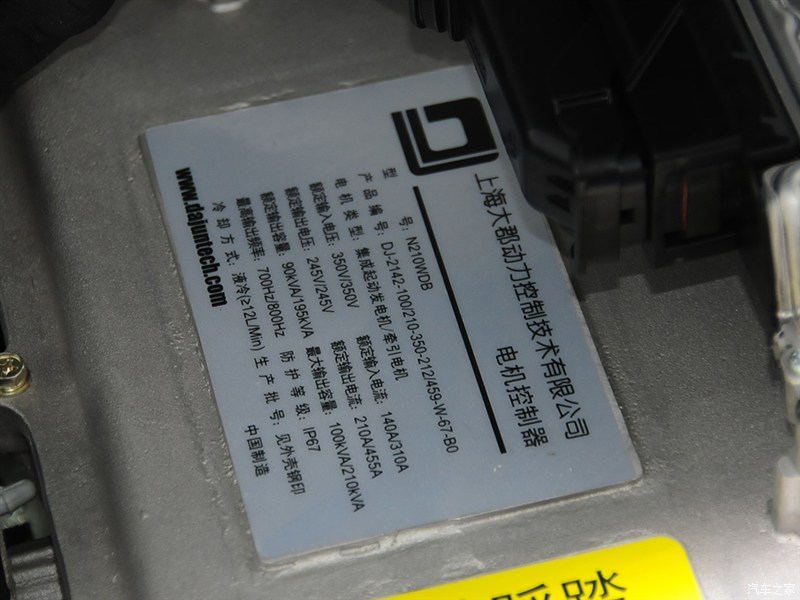 上海大郡动力控制技术有限公司
电机控制器
型 号: N210WDB
产品编号: DJ-2142-100/210-350-212/459-W-67-B0
电机类型: 集成起动发电机/牵引电机
额定输入电压: 350V/350V 额定输入电流: 140A/310A
额定输出电压: 245V/245V 额定输出电流: 210A/455A
额定输出容量: 90kVA/195kVA 最大输出容量: 100kVA/210kVA
最高输出频率: 700Hz/800Hz 防护等级: IP67
冷却方式: 液冷(≥12L/Min) 生产批号: 见外壳钢印
www.dajuntech.com 中国制造
踏
汽车之家